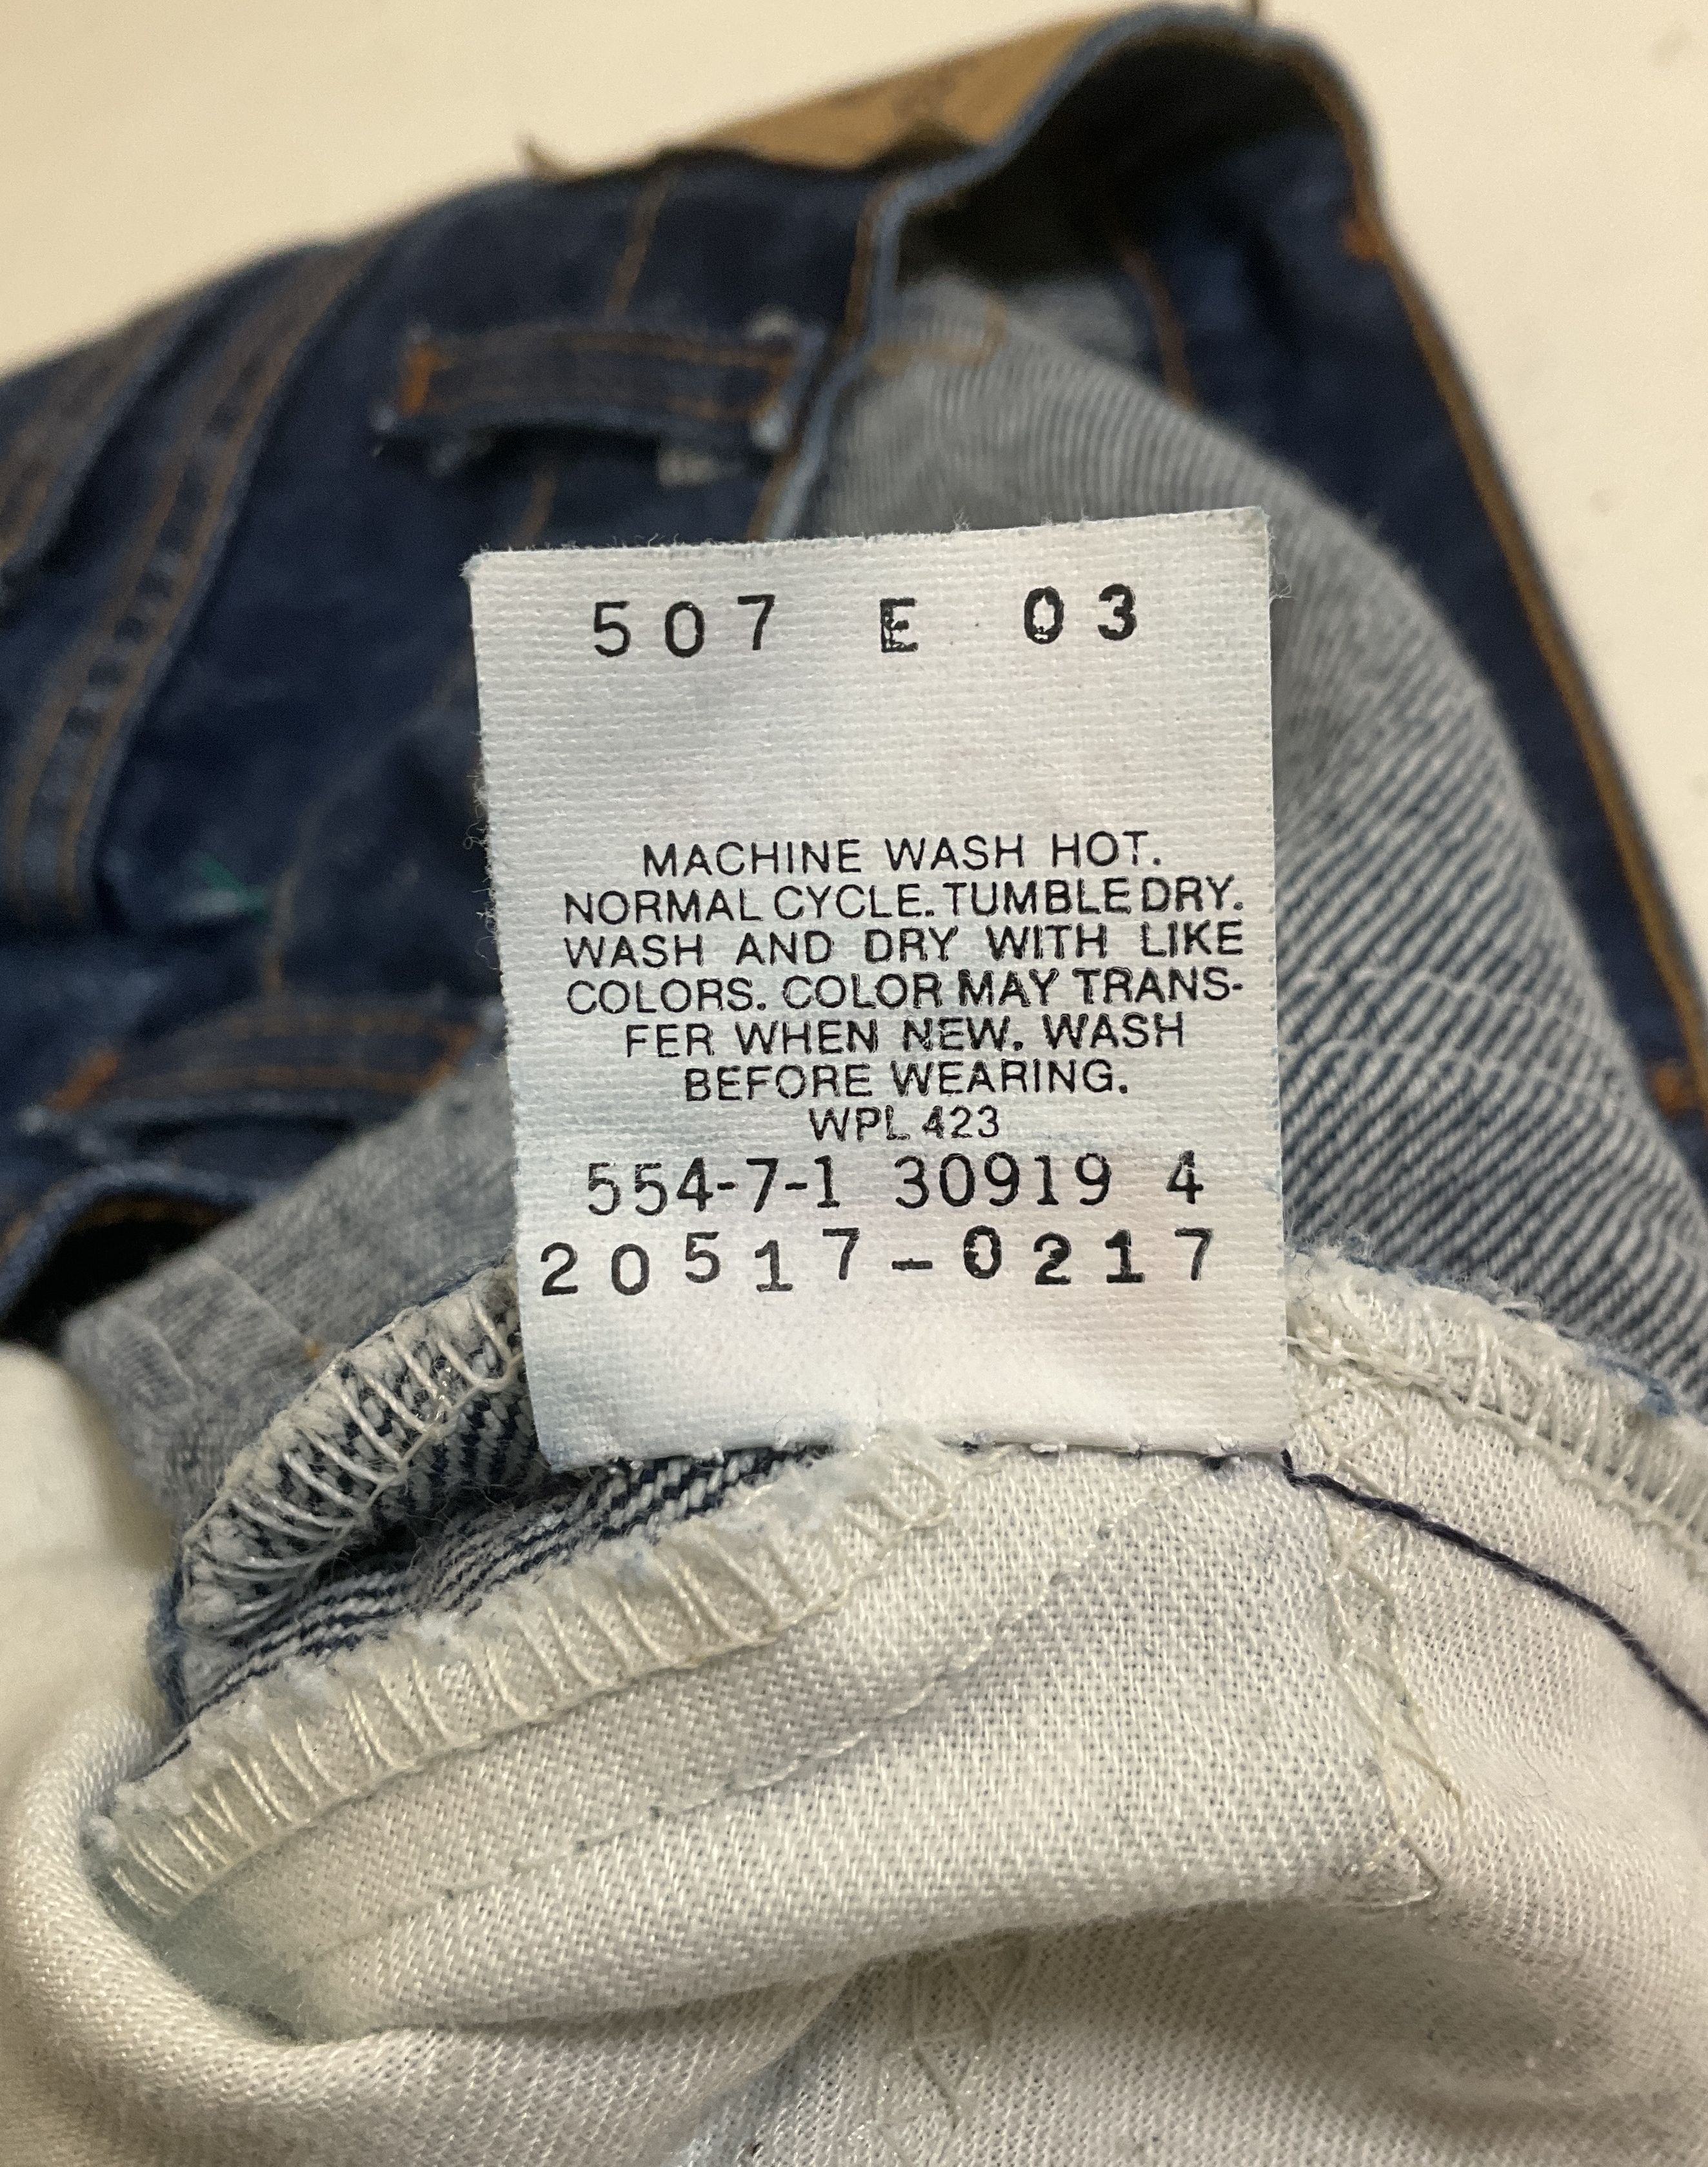 507 E 03
MACHINE WASH HOT.
NORMAL CYCLE. TUMBLE DRY.
WASH AND DRY WITH LIKE
COLORS. COLOR MAY TRANS-
FER WHEN NEW. WASH
BEFORE WEARING.
WPL 423
554-7-1 30919 4
20517-0217